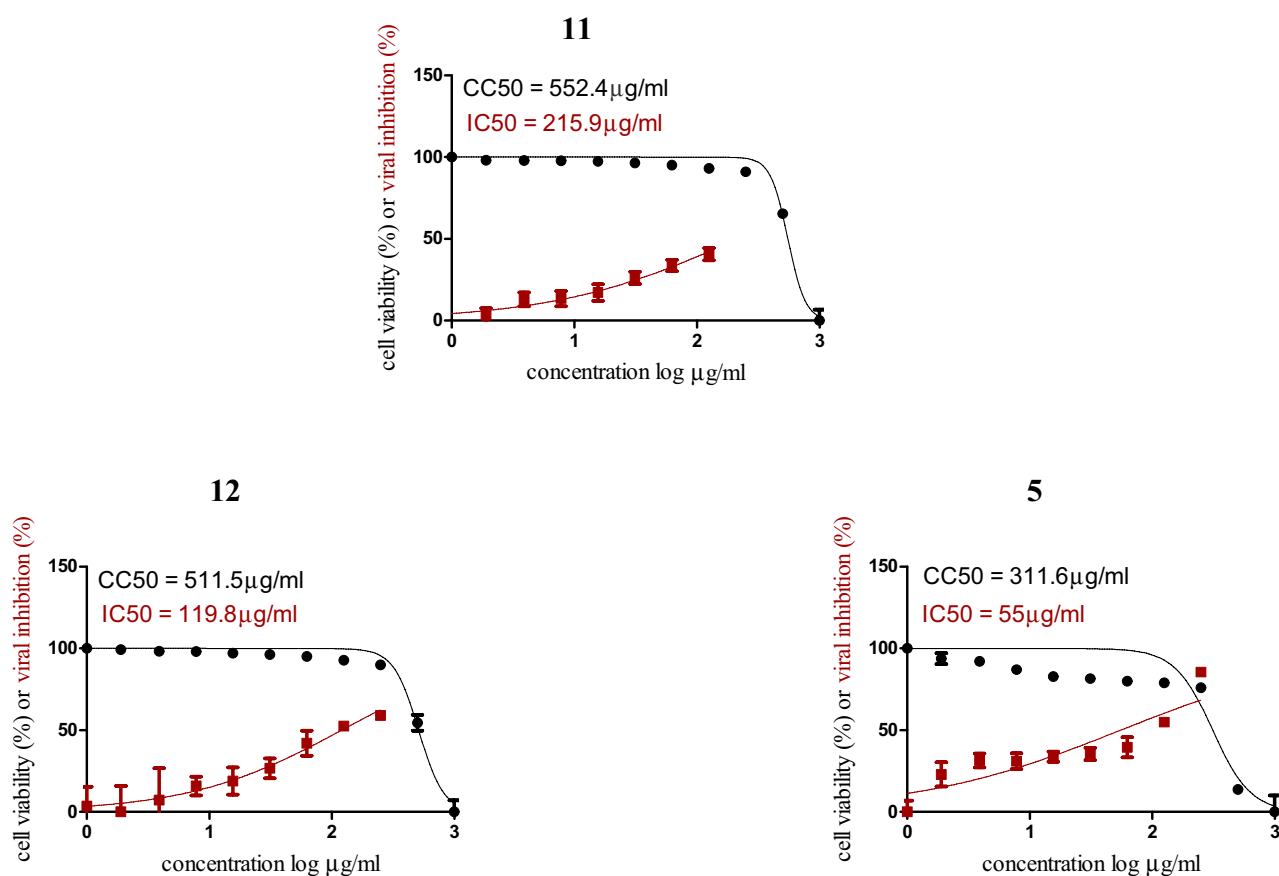 11
cell viability (%) or viral inhibition (%)
150
100
50
0
CC50 = 552.4µg/ml
IC50 = 215.9µg/ml
0 1 2 3
concentration log µg/ml
12
cell viability (%) or viral inhibition (%)
150
100
50
0
CC50 = 511.5µg/ml
IC50 = 119.8µg/ml
0 1 2 3
concentration log µg/ml
5
cell viability (%) or viral inhibition (%)
150
100
50
0
CC50 = 311.6µg/ml
IC50 = 55µg/ml
0 1 2 3
concentration log µg/ml